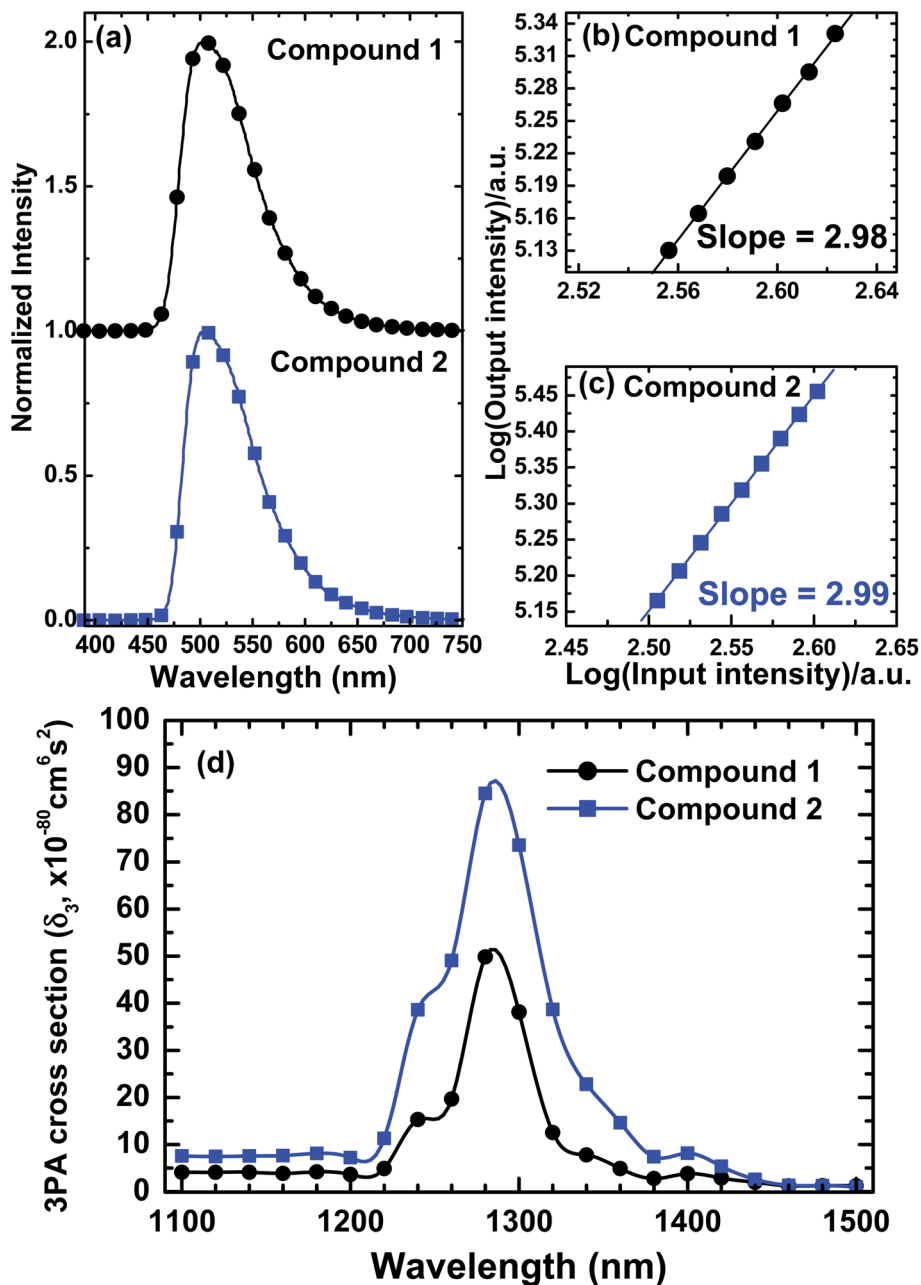 (a)
Compound 1
Compound 2
2.0
1.5
1.0
0.5
0.0
Normalized Intensity
400 450 500 550 600 650 700 750
Wavelength (nm)
(b) Compound 1
5.34
5.31
5.28
5.25
5.22
5.19
5.16
5.13
Slope = 2.98
2.52 2.56 2.60 2.64
Log(Output intensity)/a.u.
(c) Compound 2
5.45
5.40
5.35
5.30
5.25
5.20
5.15
Slope = 2.99
2.45 2.50 2.55 2.60 2.65
Log(Input intensity)/a.u.
(d)
Compound 1
Compound 2
100
90
80
70
60
50
40
30
20
10
0
3PA cross section (δ₃, x10⁻⁸⁰cm⁶s²)
1100 1200 1300 1400 1500
Wavelength (nm)